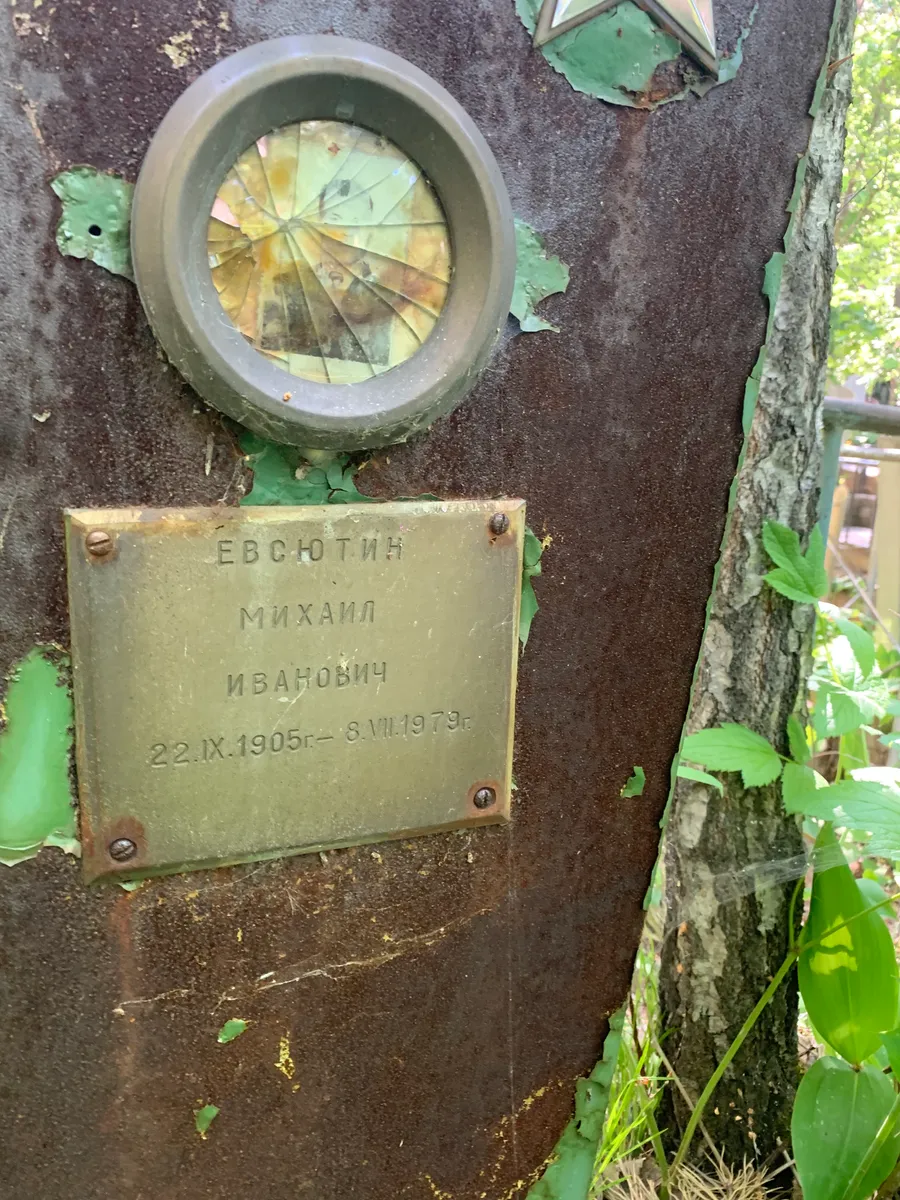 ЕВСЮТИН
МИХАИЛ
ИВАНОВИЧ
22.IX.1905г.– 8.VII.1979г.